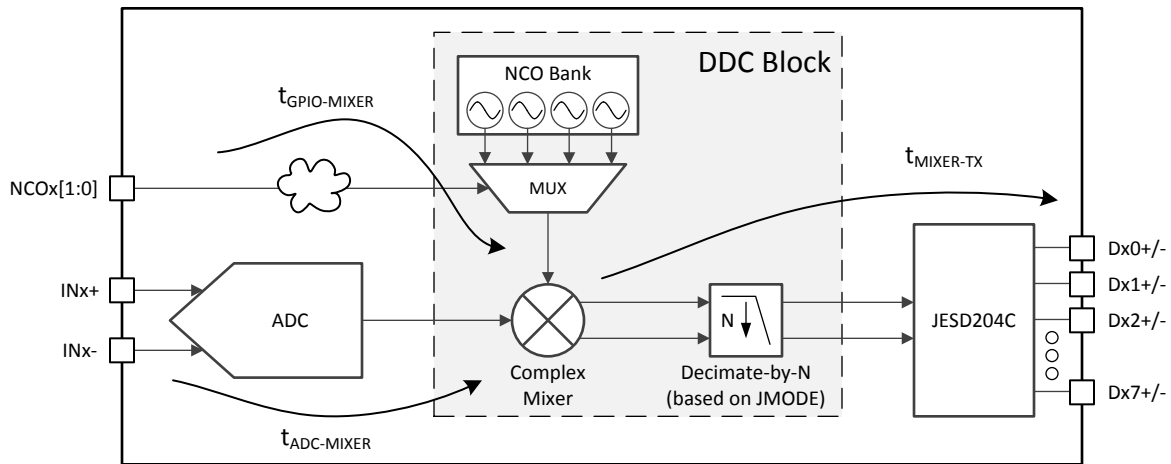 DDC Block
NCO Bank
tGPIO-MIXER
tMIXER-TX
NCOx[1:0]
MUX
INx+
INx-
ADC
Complex
Mixer
N
Decimate-by-N
(based on JMODE)
JESD204C
Dx0+/-
Dx1+/-
Dx2+/-
Dx7+/-
tADC-MIXER